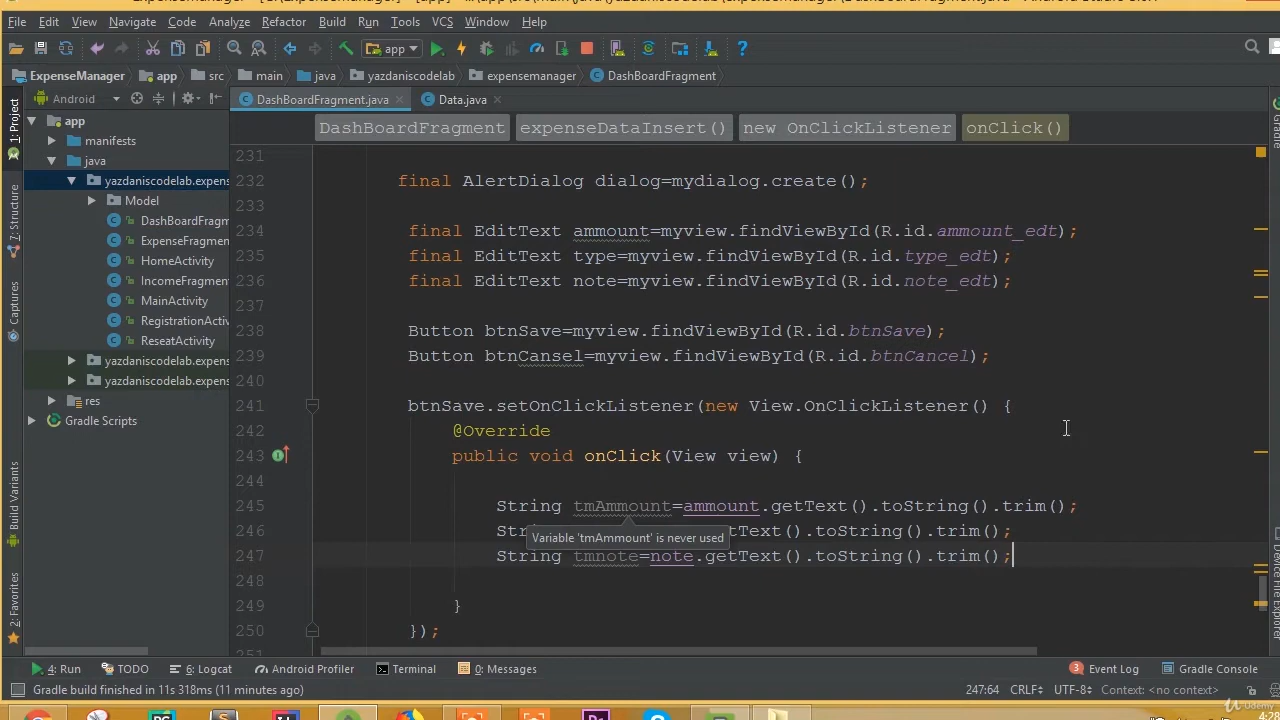 File Edit View Navigate Code Analyze Refactor Build Run Tools VCS Window Help
app
ExpenseManager app src main java yazdaniscodelab expensemanager DashBoardFragment
Android DashBoardFragment.java Data.java
DashBoardFragment expenseDataInsert() new OnClickListener onClick()
1: Project
7: Structure
Captures
Build Variants
2: Favorites
app
manifests
java
yazdaniscodelab.expens
Model
DashBoardFragm
ExpenseFragmen
HomeActivity
IncomeFragment
MainActivity
RegistrationActiv
ReseatActivity
yazdaniscodelab.expens
yazdaniscodelab.expens
res
Gradle Scripts
231
232 final AlertDialog dialog=mydialog.create();
233
234 final EditText ammount=myview.findViewById(R.id.ammount_edt);
235 final EditText type=myview.findViewById(R.id.type_edt);
236 final EditText note=myview.findViewById(R.id.note_edt);
237
238 Button btnSave=myview.findViewById(R.id.btnSave);
239 Button btnCansel=myview.findViewById(R.id.btnCancel);
240
241 btnSave.setOnClickListener(new View.OnClickListener() {
242 @Override
243 public void onClick(View view) {
244
245 String tmAmmount=ammount.getText().toString().trim();
246 getText().toString().trim();
Variable 'tmAmmount' is never used
247 String tmnote=note.getText().toString().trim();
248
249 }
250 });
Device File Explorer
4: Run TODO 6: Logcat Android Profiler Terminal 0: Messages 3 Event Log Gradle Console
Gradle build finished in 11s 318ms (11 minutes ago) 247:64 CRLF UTF-8 Context: <no context>
Udemy